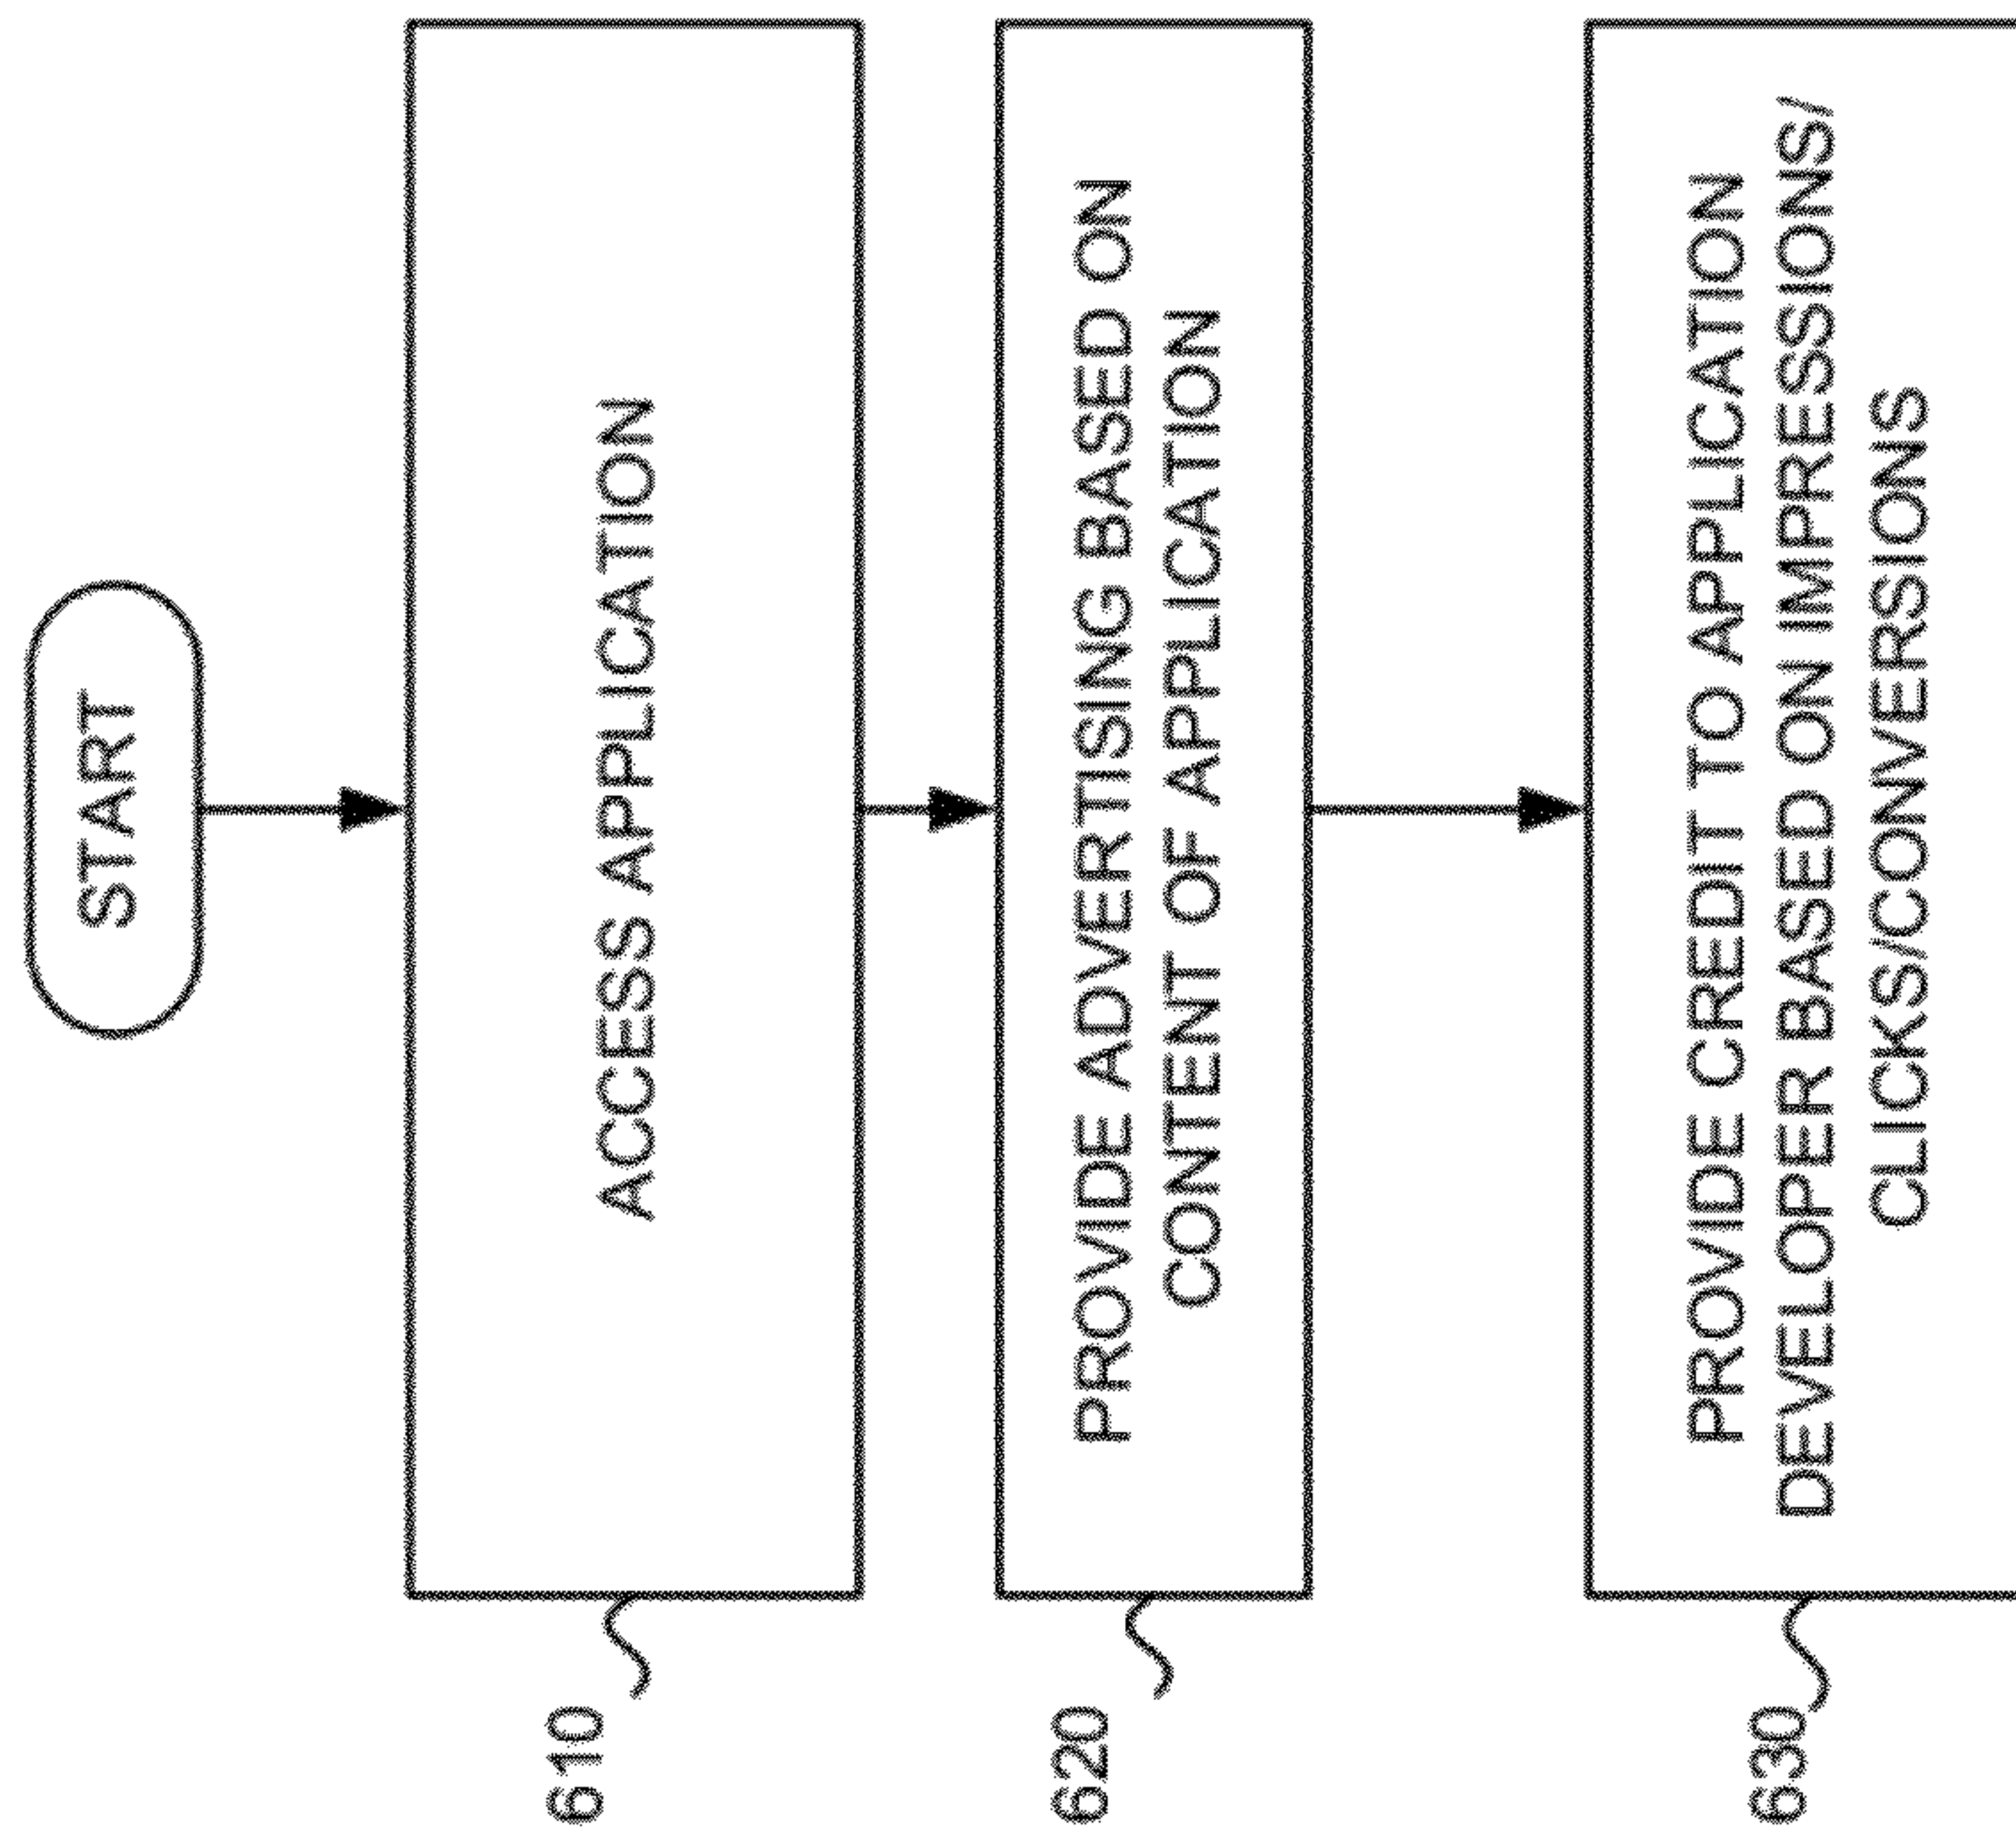 START
610
ACCESS APPLICATION
620
PROVIDE ADVERTISING BASED ON
CONTENT OF APPLICATION
630
PROVIDE CREDIT TO APPLICATION
DEVELOPER BASED ON IMPRESSIONS/
CLICKS/CONVERSIONS